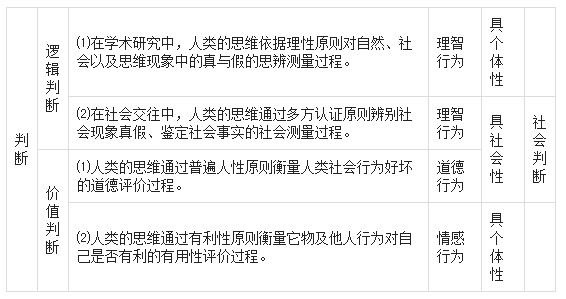 判断
逻辑判断
⑴在学术研究中，人类的思维依据理性原则对自然、社
会以及思维现象中的真与假的思辨测量过程。
理智
行为
具个体性
⑵在社会交往中，人类的思维通过多方认证原则辨别社
会现象真假、鉴定社会事实的社会测量过程。
理智
行为
具社会性
社会判断
价值判断
⑴人类的思维通过普遍人性原则衡量人类社会行为好坏
的道德评价过程。
道德
行为
⑵人类的思维通过有利性原则衡量它物及他人行为对自
己是否有利的有用性评价过程。
情感
行为
具个体性